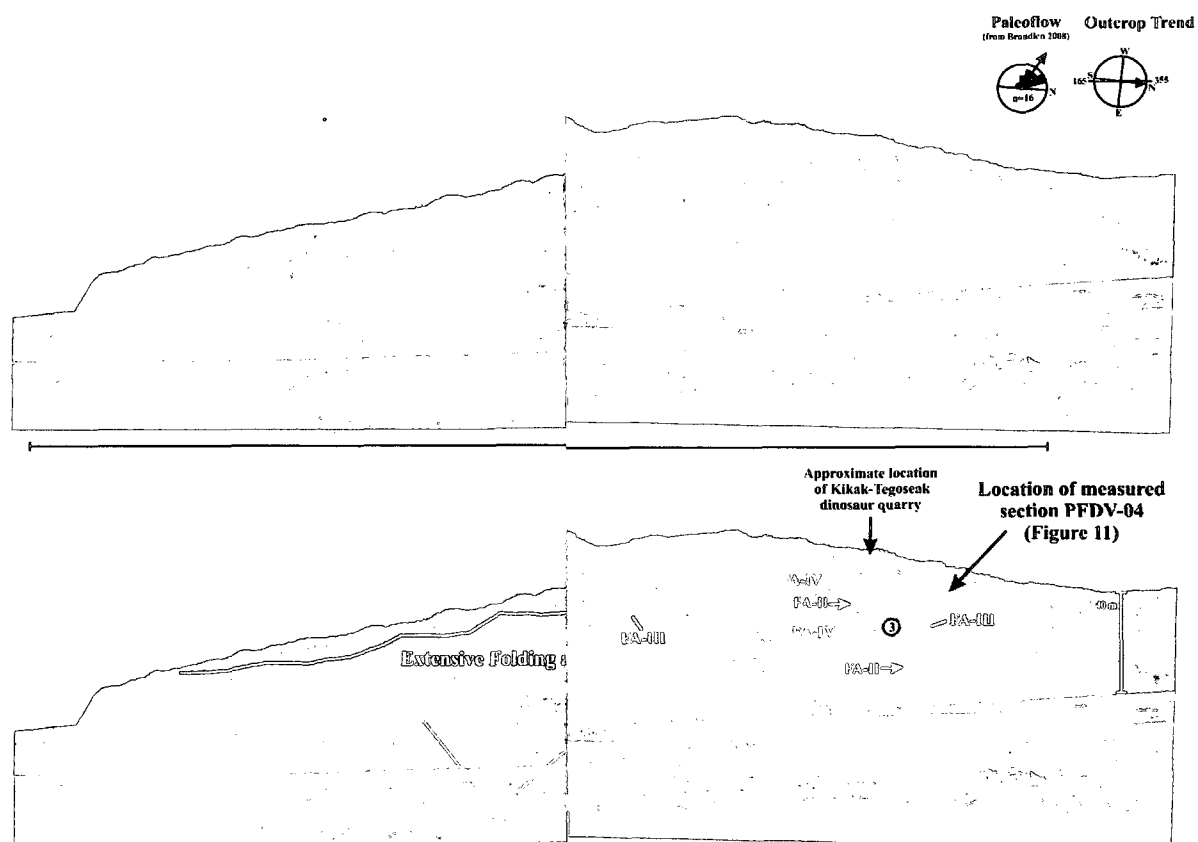 Paleoflow
(from Brandlen 2008)
n=16
N
Outcrop Trend
W
165
S
355
N
E
Approximate location
of Kikak-Tegoseak
dinosaur quarry
Location of measured
section PFDV-04
(Figure 11)
A-IV
FA-II
FA-IV
3
FA-III
FA-III
FA-II
40 m
Extensive Folding a